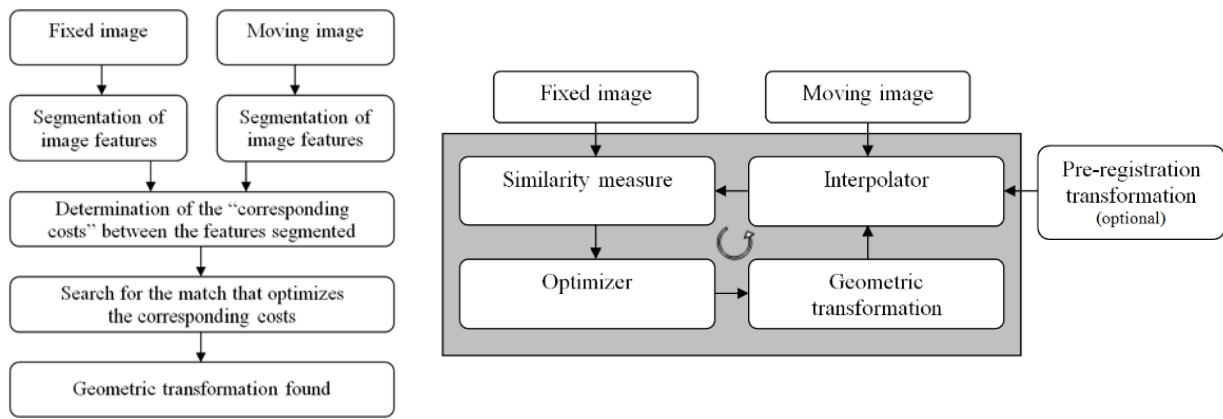 Fixed image
Moving image
Segmentation of
image features
Segmentation of
image features
Determination of the “corresponding
costs” between the features segmented
Search for the match that optimizes
the corresponding costs
Geometric transformation found
Fixed image
Moving image
Similarity measure
Interpolator
Pre-registration
transformation
(optional)
Optimizer
Geometric
transformation